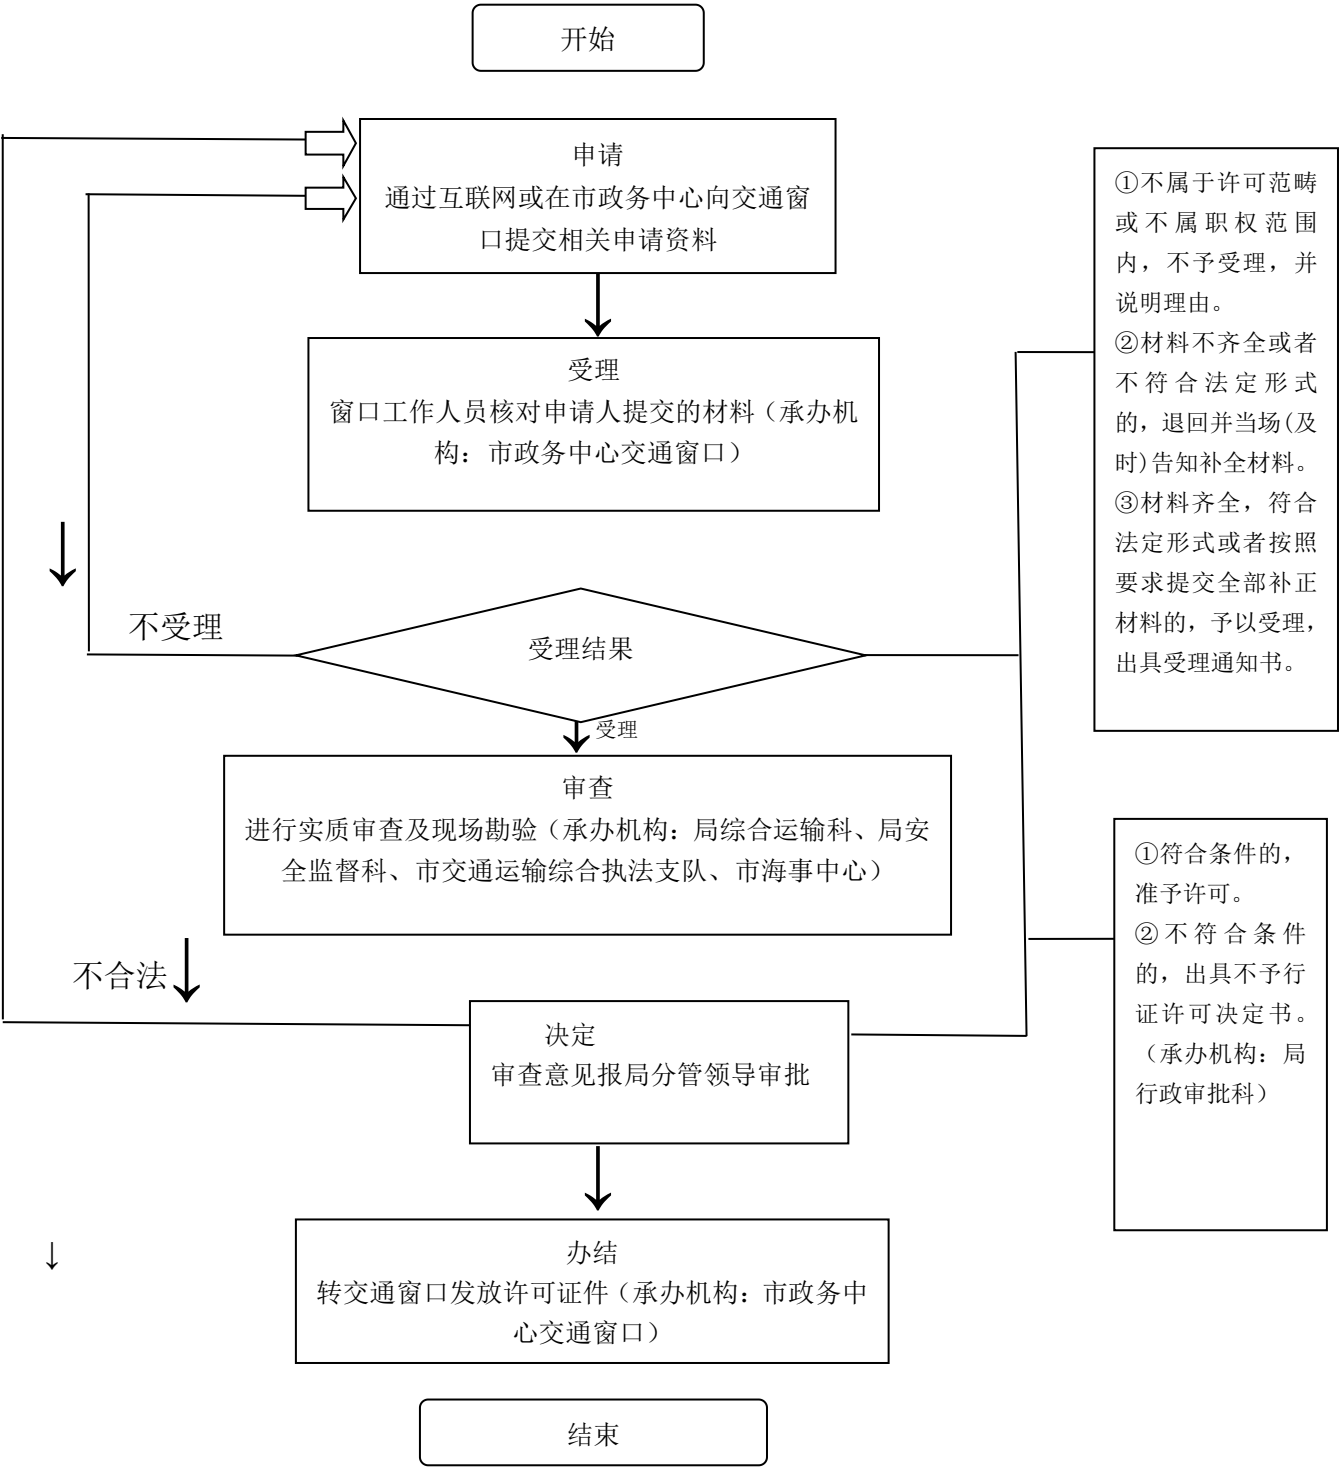 开始
申请
通过互联网或在市政务中心向交通窗
口提交相关申请资料
受理
窗口工作人员核对申请人提交的材料（承办机
构：市政务中心交通窗口）
①不属于许可范畴
或不属职权范围
内，不予受理，并
说明理由。
②材料不齐全或者
不符合法定形式
的，退回并当场(及
时)告知补全材料。
③材料齐全，符合
法定形式或者按照
要求提交全部补正
材料的，予以受理，
出具受理通知书。
↓
不受理
受理结果
受理
审查
进行实质审查及现场勘验（承办机构：局综合运输科、局安
全监督科、市交通运输综合执法支队、市海事中心）
①符合条件的，
准予许可。
②不符合条件
的，出具不予行
证许可决定书。
（承办机构：局
行政审批科）
不合法
决定
审查意见报局分管领导审批
办结
转交通窗口发放许可证件（承办机构：市政务中
心交通窗口）
↓
结束